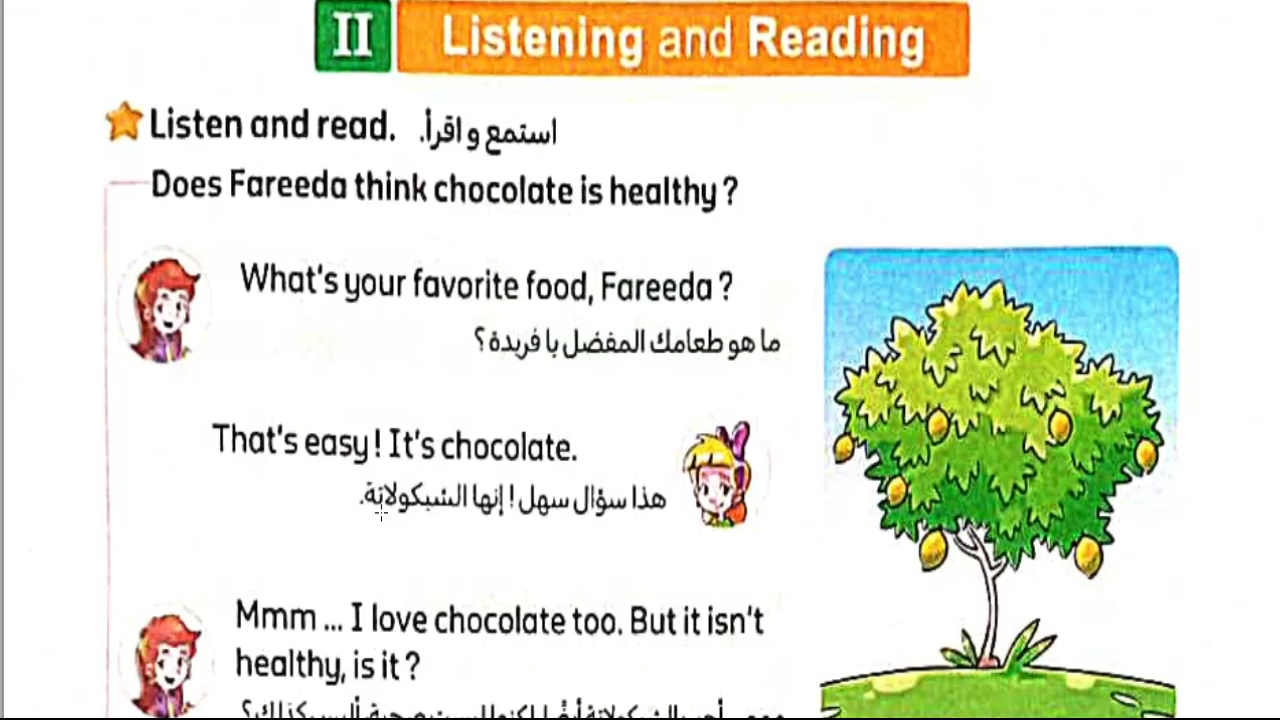 II Listening and Reading
Listen and read. استمع و اقرأ.
Does Fareeda think chocolate is healthy ?
What's your favorite food, Fareeda ?
ما هو طعامك المفضل يا فريدة ؟
That's easy ! It's chocolate.
هذا سؤال سهل ! إنها الشيكولاتة.
Mmm ... I love chocolate too. But it isn't
healthy, is it ?